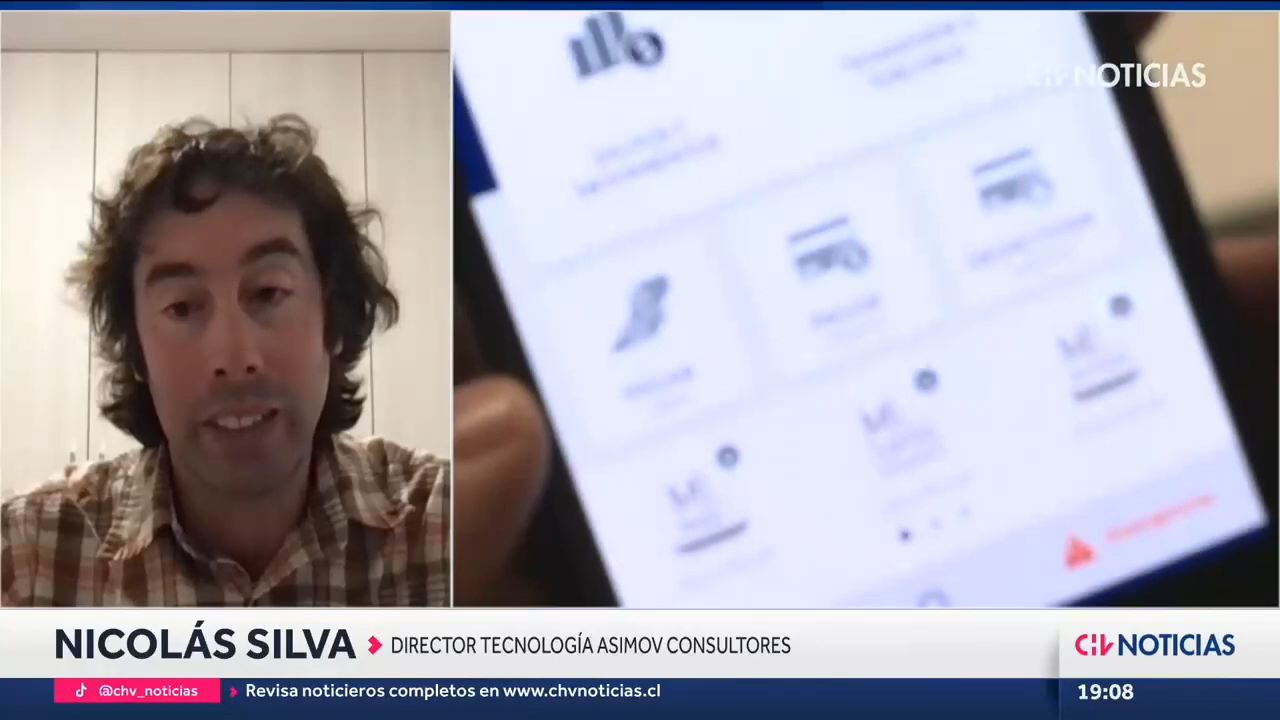 CHV NOTICIAS
NICOLÁS SILVA
DIRECTOR TECNOLOGÍA ASIMOV CONSULTORES
CHV NOTICIAS
@chv_noticias
Revisa noticieros completos en www.chvnoticias.cl
19:08